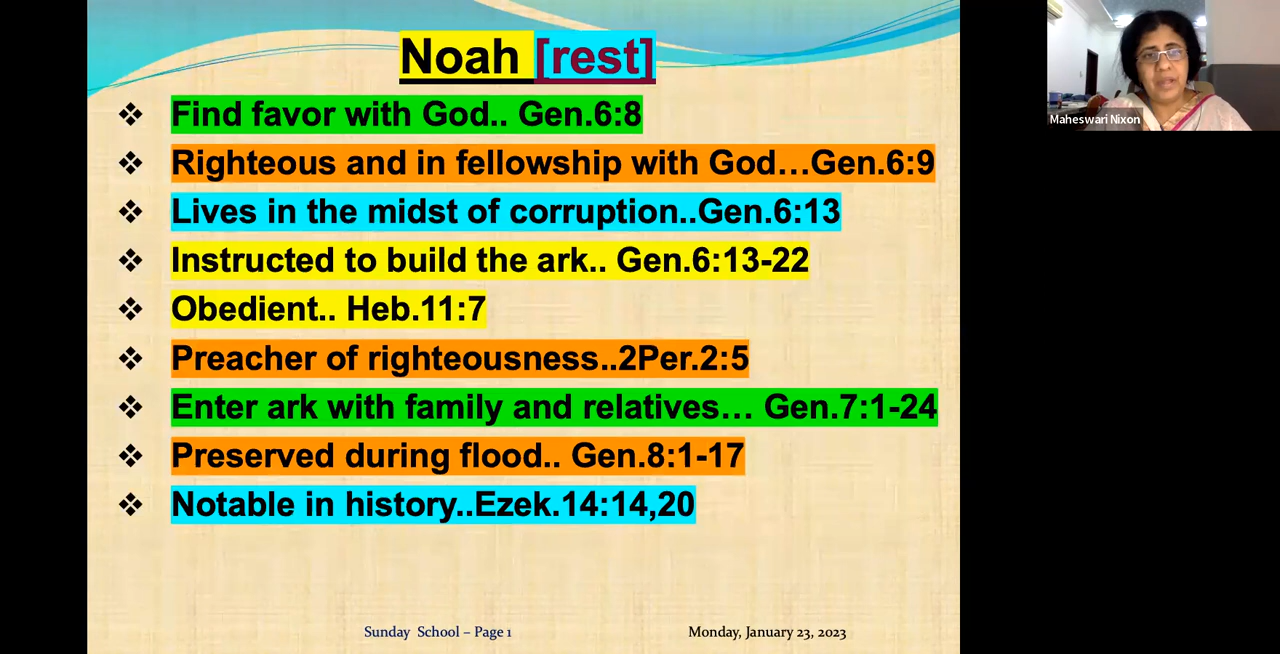 Noah [rest]
❖ Find favor with God.. Gen.6:8
❖ Righteous and in fellowship with God…Gen.6:9
❖ Lives in the midst of corruption..Gen.6:13
❖ Instructed to build the ark.. Gen.6:13-22
❖ Obedient.. Heb.11:7
❖ Preacher of righteousness..2Per.2:5
❖ Enter ark with family and relatives… Gen.7:1-24
❖ Preserved during flood.. Gen.8:1-17
❖ Notable in history..Ezek.14:14,20
Sunday School – Page 1
Monday, January 23, 2023
Maheswari Nixon